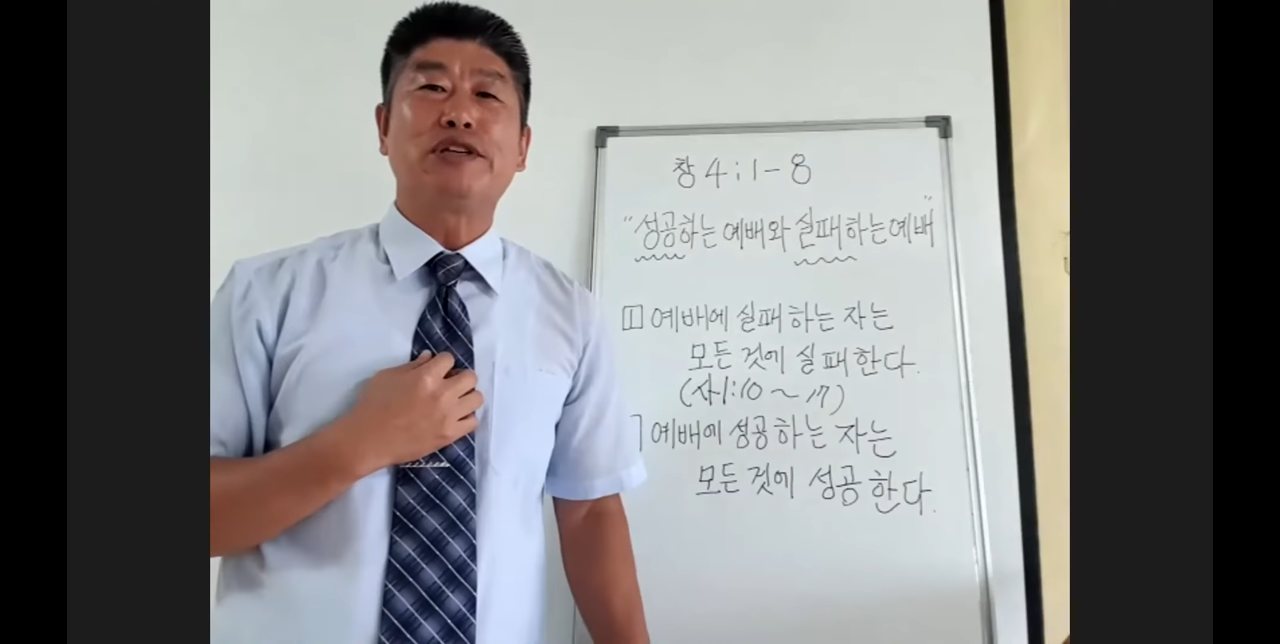 창 4:1-8
"성공하는 예배와 실패하는예배"
1 예배에 실패하는 자는
모든 것에 실패한다.
(사1:10~17)
예배에 성공하는 자는
모든 것에 성공한다.